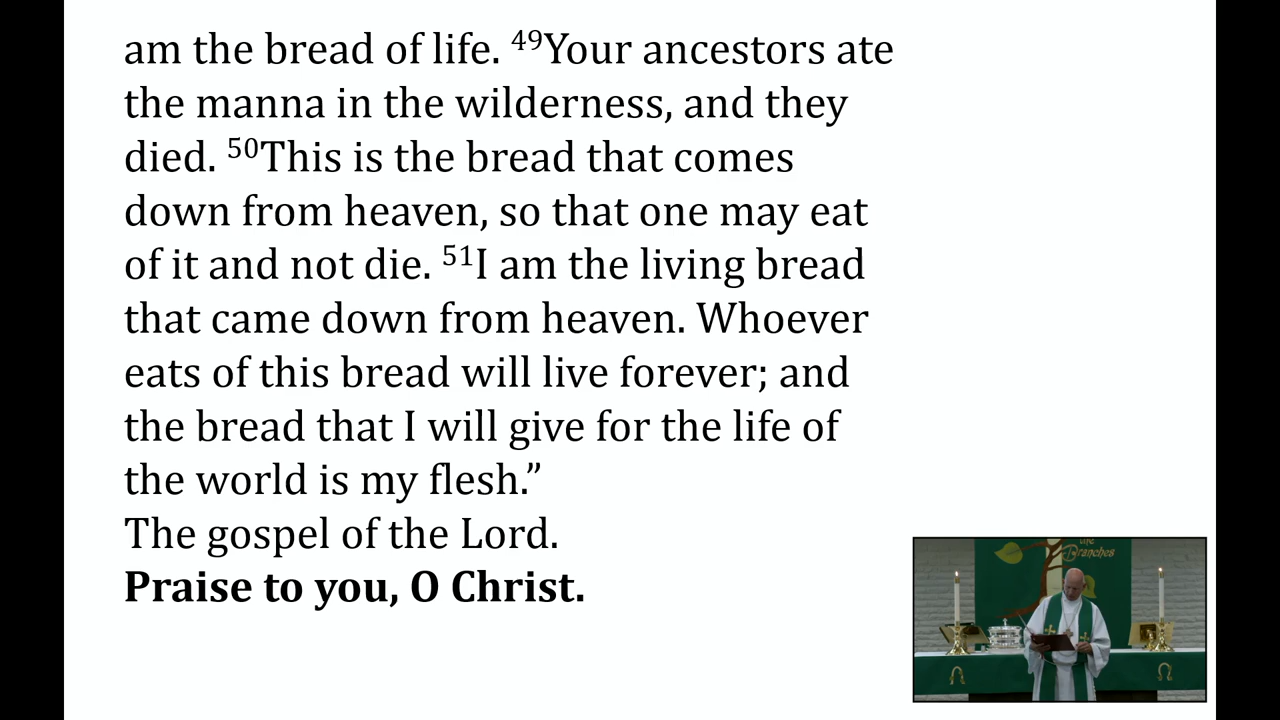 am the bread of life. ⁴⁹Your ancestors ate
the manna in the wilderness, and they
died. ⁵⁰This is the bread that comes
down from heaven, so that one may eat
of it and not die. ⁵¹I am the living bread
that came down from heaven. Whoever
eats of this bread will live forever; and
the bread that I will give for the life of
the world is my flesh.”
The gospel of the Lord.
Praise to you, O Christ.
the
Branches